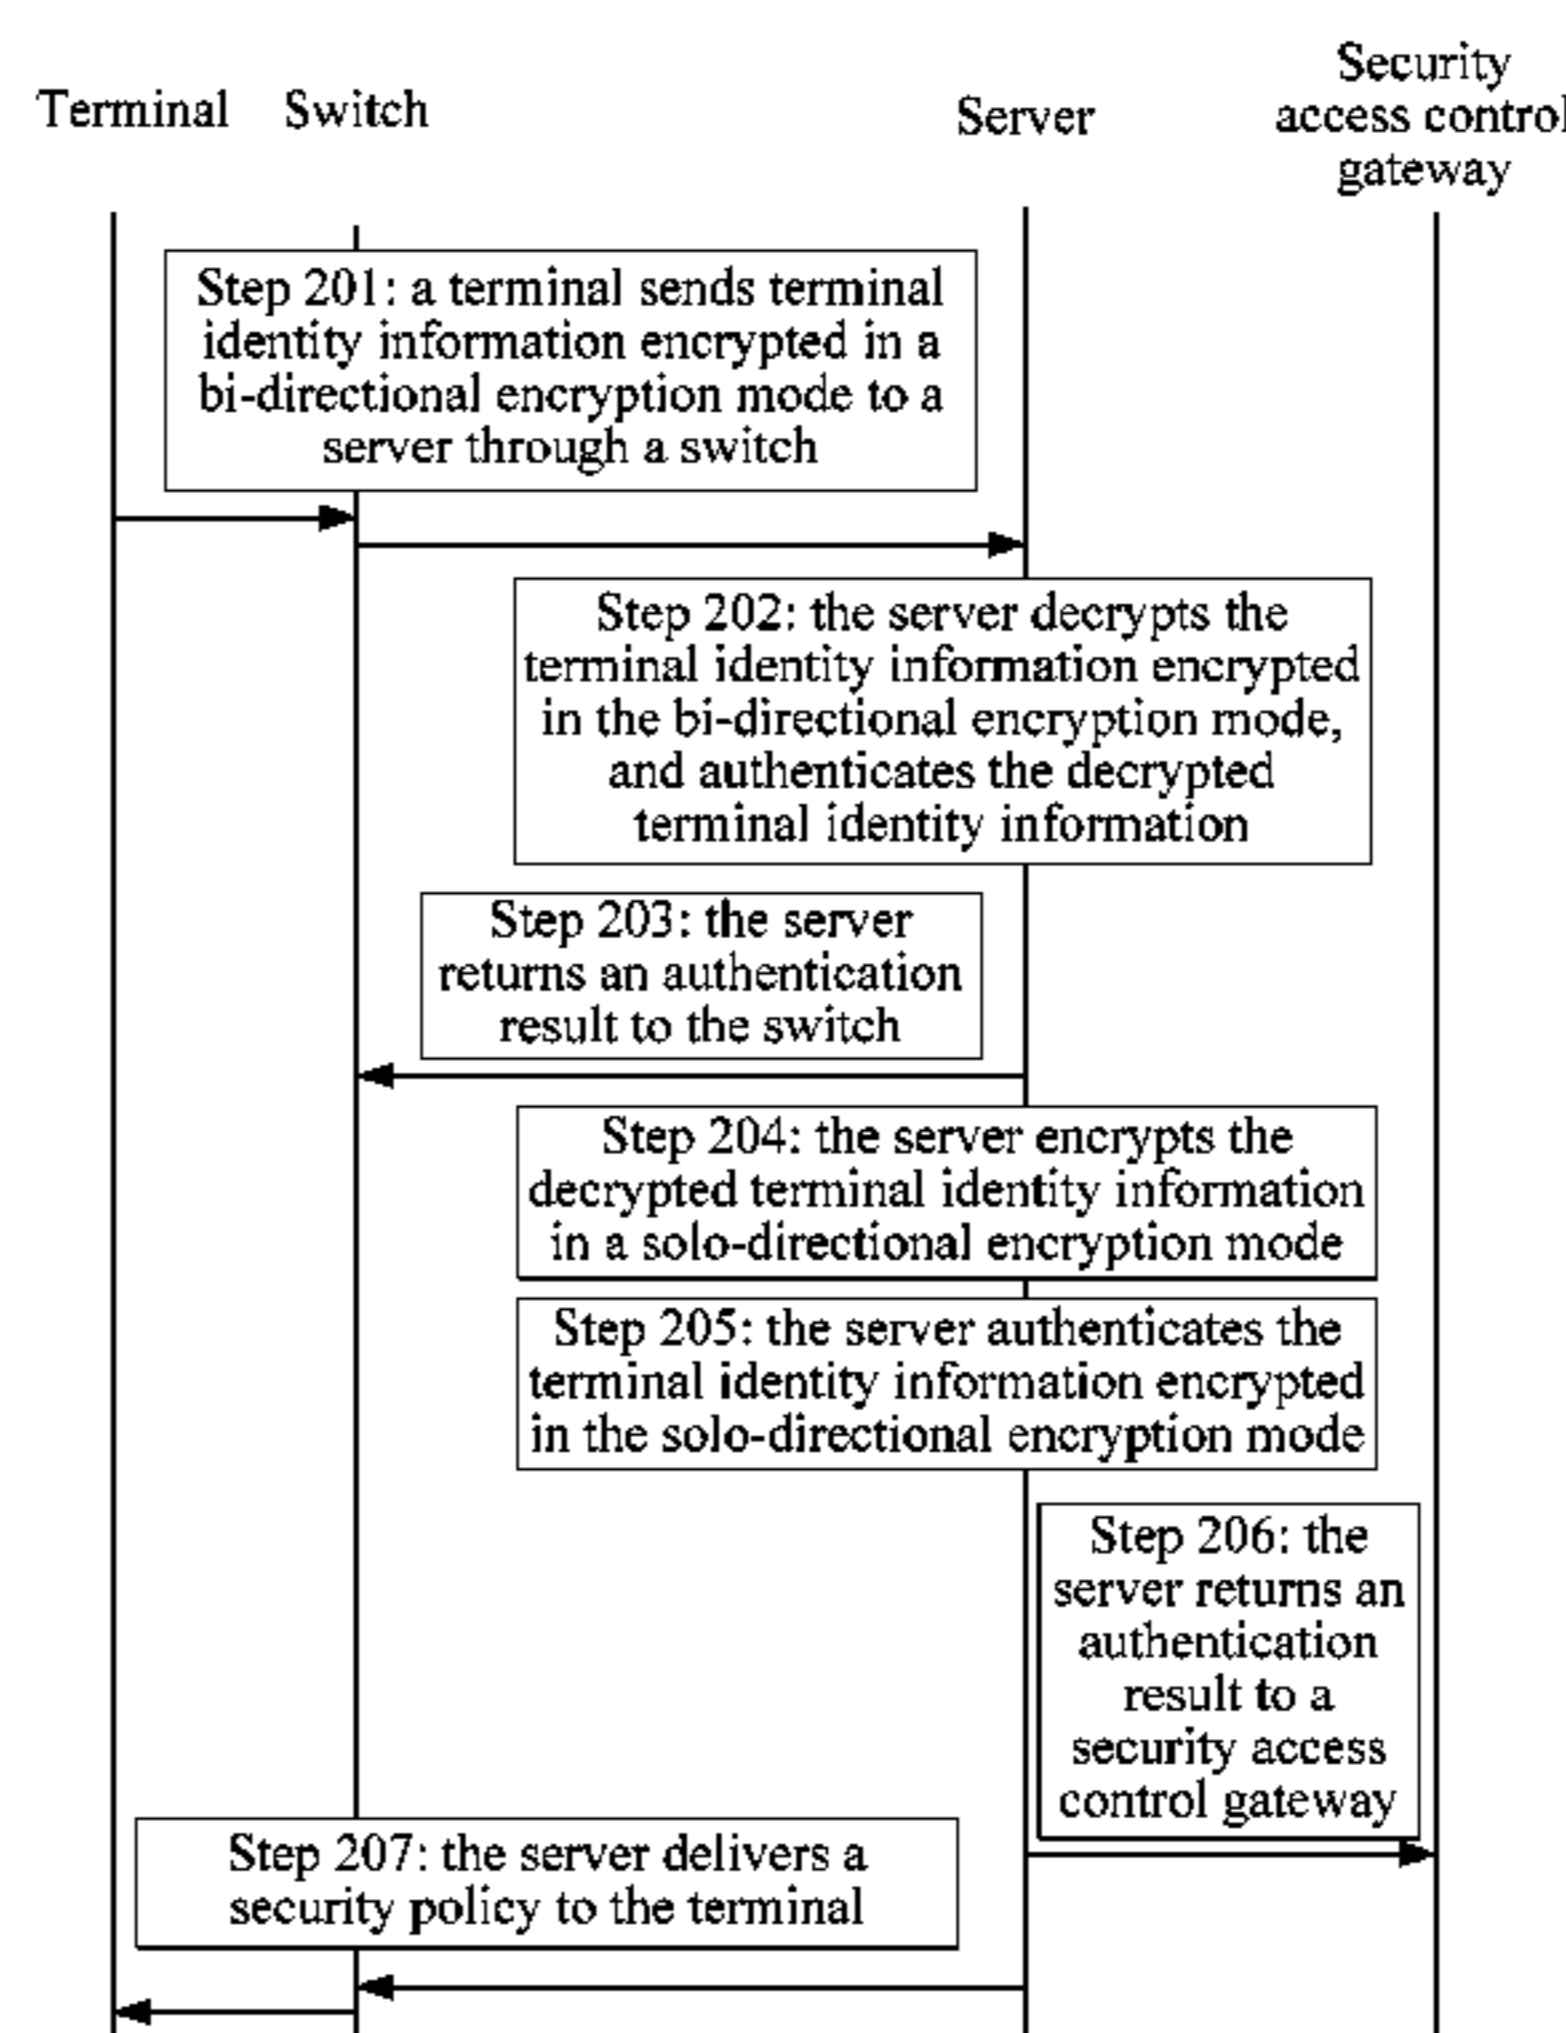 Terminal
Switch
Server
Security
access control
gateway
Step 201: a terminal sends terminal
identity information encrypted in a
bi-directional encryption mode to a
server through a switch
Step 202: the server decrypts the
terminal identity information encrypted
in the bi-directional encryption mode,
and authenticates the decrypted
terminal identity information
Step 203: the server
returns an authentication
result to the switch
Step 204: the server encrypts the
decrypted terminal identity information
in a solo-directional encryption mode
Step 205: the server authenticates the
terminal identity information encrypted
in the solo-directional encryption mode
Step 206: the
server returns an
authentication
result to a
security access
control gateway
Step 207: the server delivers a
security policy to the terminal